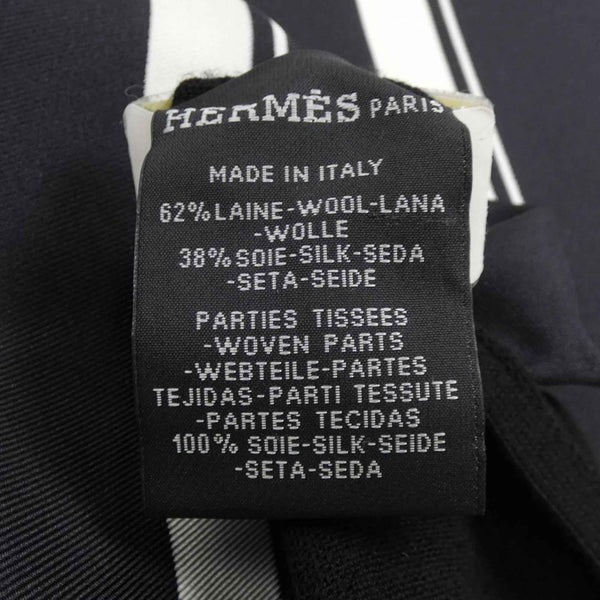 HERMÈS PARIS
MADE IN ITALY
62%LAINE-WOOL-LANA
-WOLLE
38%SOIE-SILK-SEDA
-SETA-SEIDE
PARTIES TISSEES
-WOVEN PARTS
-WEBTEILE-PARTES
TEJIDAS-PARTI TESSUTE
-PARTES TECIDAS
100% SOIE-SILK-SEIDE
-SETA-SEDA